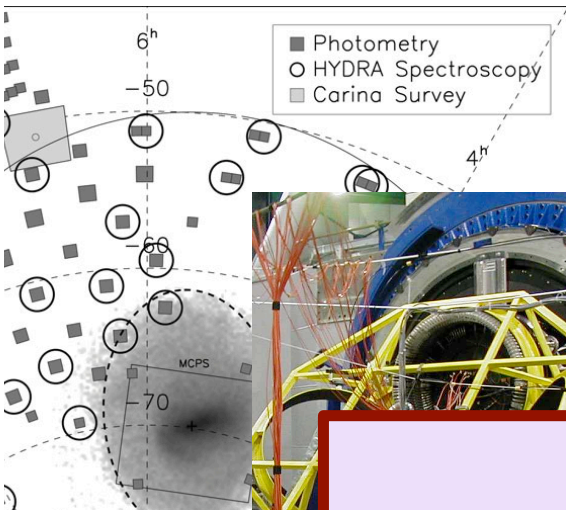 6ʰ
Photometry
HYDRA Spectroscopy
Carina Survey
-50
4ʰ
-60
MCPS
-70